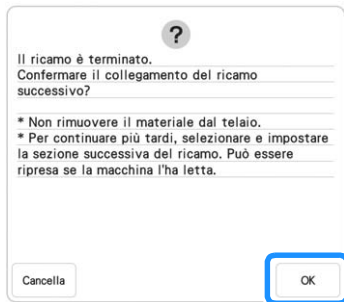 ?
Il ricamo è terminato.
Confermare il collegamento del ricamo
successivo?
* Non rimuovere il materiale dal telaio.
* Per continuare più tardi, selezionare e impostare
la sezione successiva del ricamo. Può essere
ripresa se la macchina l'ha letta.
Cancella
OK